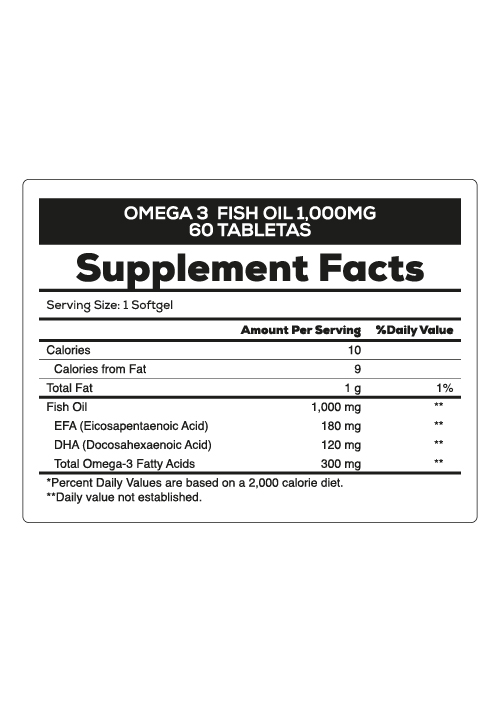 OMEGA 3 FISH OIL 1,000MG
60 TABLETAS
Supplement Facts
Serving Size: 1 Softgel
Amount Per Serving %Daily Value
Calories 10
Calories from Fat 9
Total Fat 1 g 1%
Fish Oil 1,000 mg **
EFA (Eicosapentaenoic Acid) 180 mg **
DHA (Docosahexaenoic Acid) 120 mg **
Total Omega-3 Fatty Acids 300 mg **
*Percent Daily Values are based on a 2,000 calorie diet.
**Daily value not established.